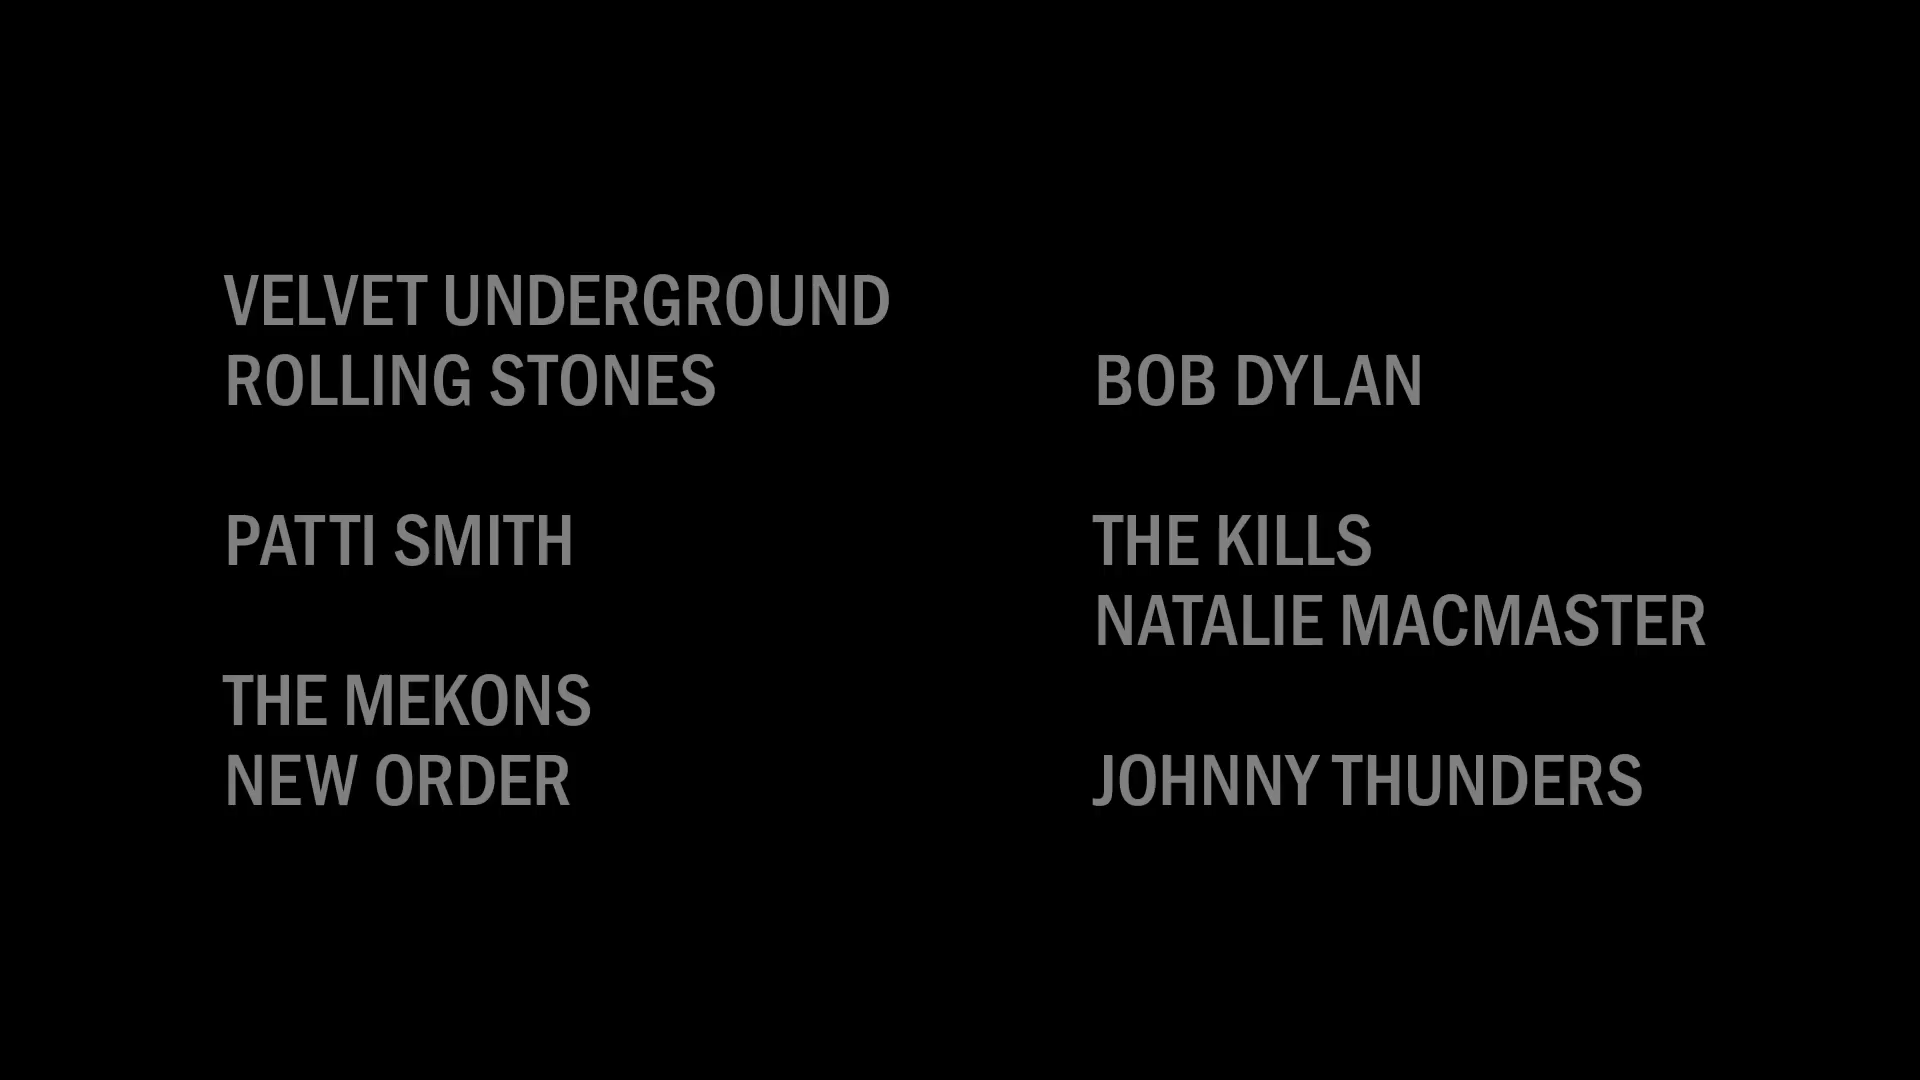 VELVET UNDERGROUND
ROLLING STONES
PATTI SMITH
THE MEKONS
NEW ORDER
BOB DYLAN
THE KILLS
NATALIE MACMASTER
JOHNNY THUNDERS